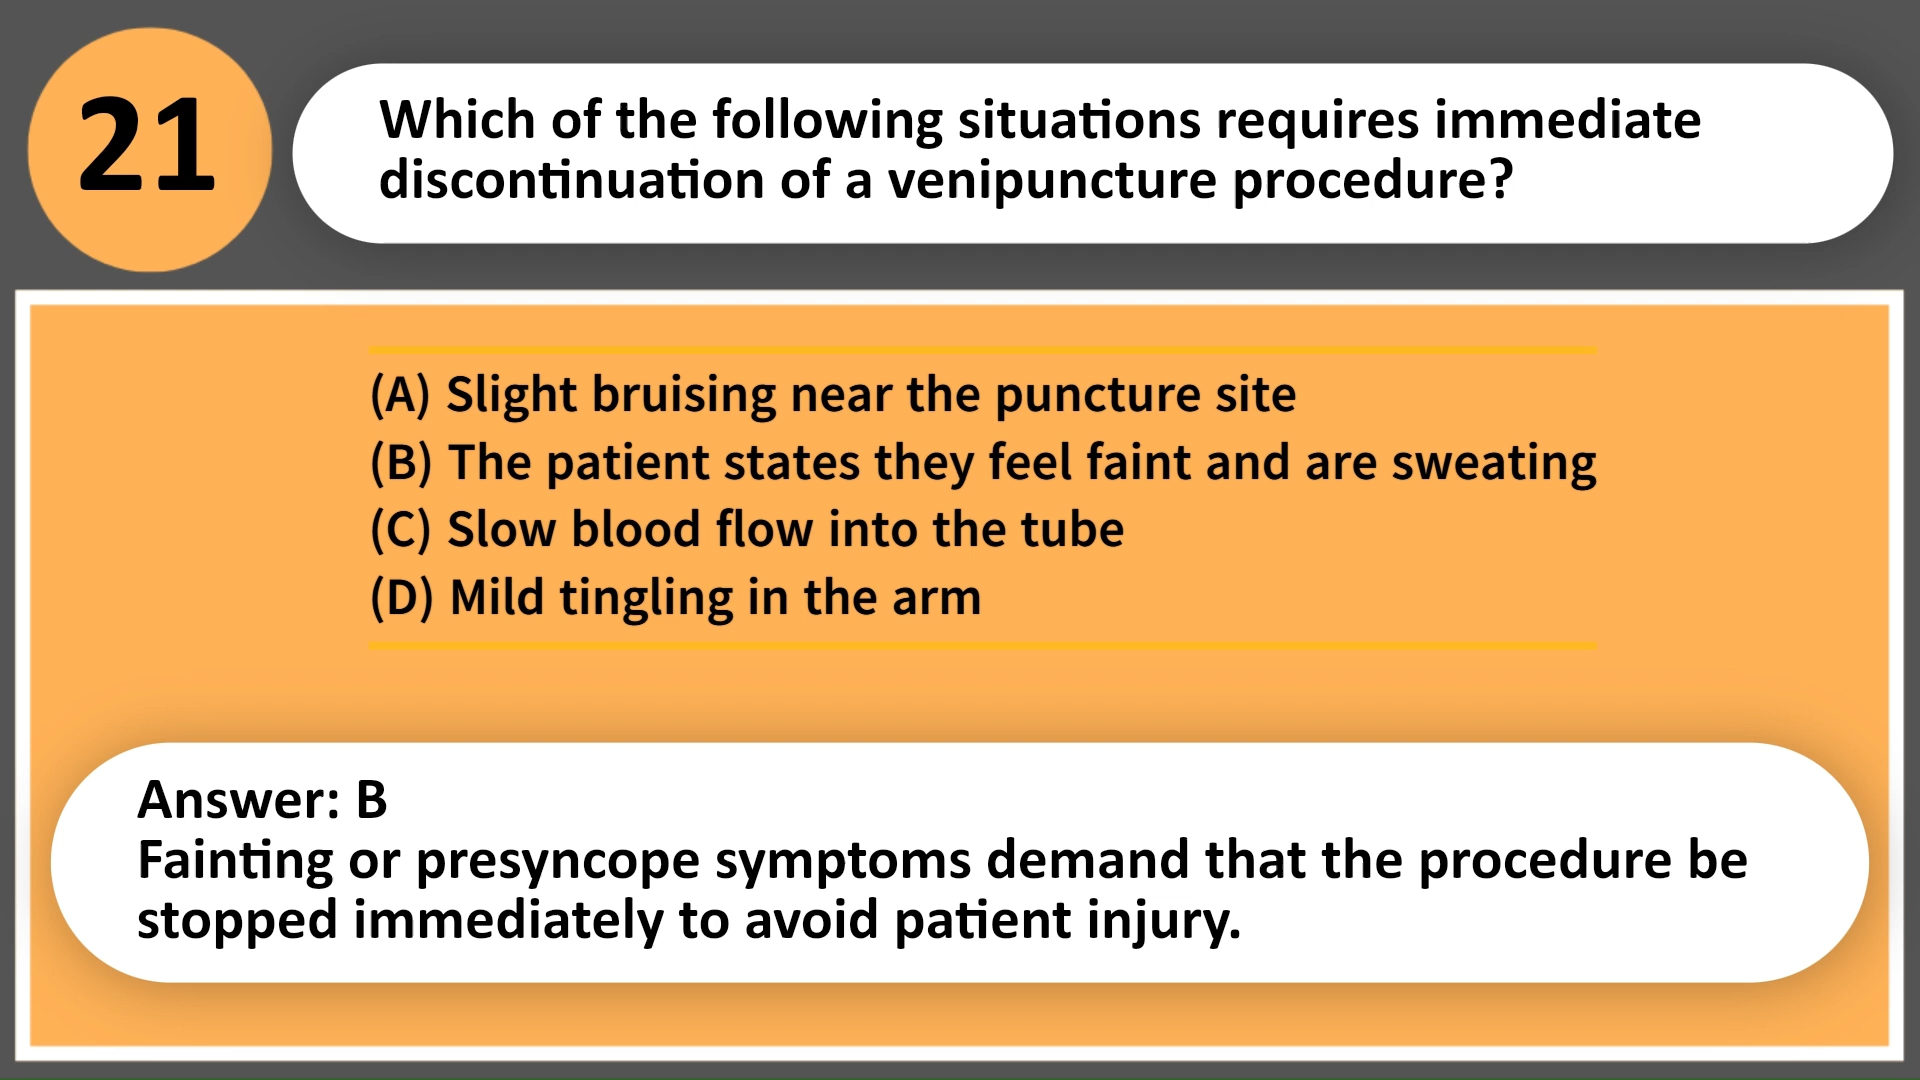 21
Which of the following situations requires immediate
discontinuation of a venipuncture procedure?
(A) Slight bruising near the puncture site
(B) The patient states they feel faint and are sweating
(C) Slow blood flow into the tube
(D) Mild tingling in the arm
Answer: B
Fainting or presyncope symptoms demand that the procedure be
stopped immediately to avoid patient injury.